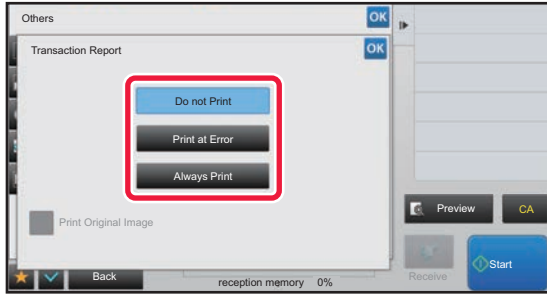 Others
OK
Transaction Report
OK
Do not Print
Print at Error
Always Print
Print Original Image
Preview
CA
Back
reception memory 0%
Receive
Start